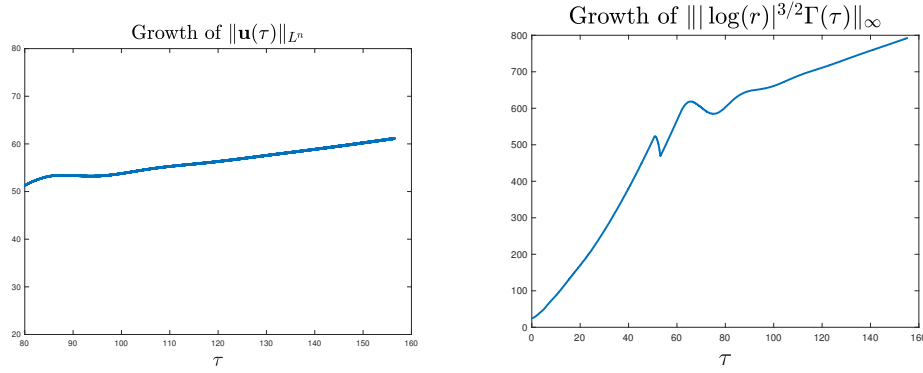 Growth of ‖u(τ)‖_{L^n}
80
70
60
50
40
30
20
80 90 100 110 120 130 140 150 160
τ
Growth of ‖| log(r)|^{3/2}Γ(τ)‖_∞
800
700
600
500
400
300
200
100
0
0 20 40 60 80 100 120 140 160
τ